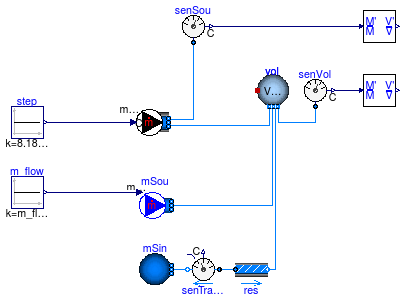 senSou
C
M' V'
M V
vol
V...
senVol
C
M' V'
M V
step
k=8.18...
m...
m_flow
k=m_fl...
m...
mSou
mSin
C
senTra...
res